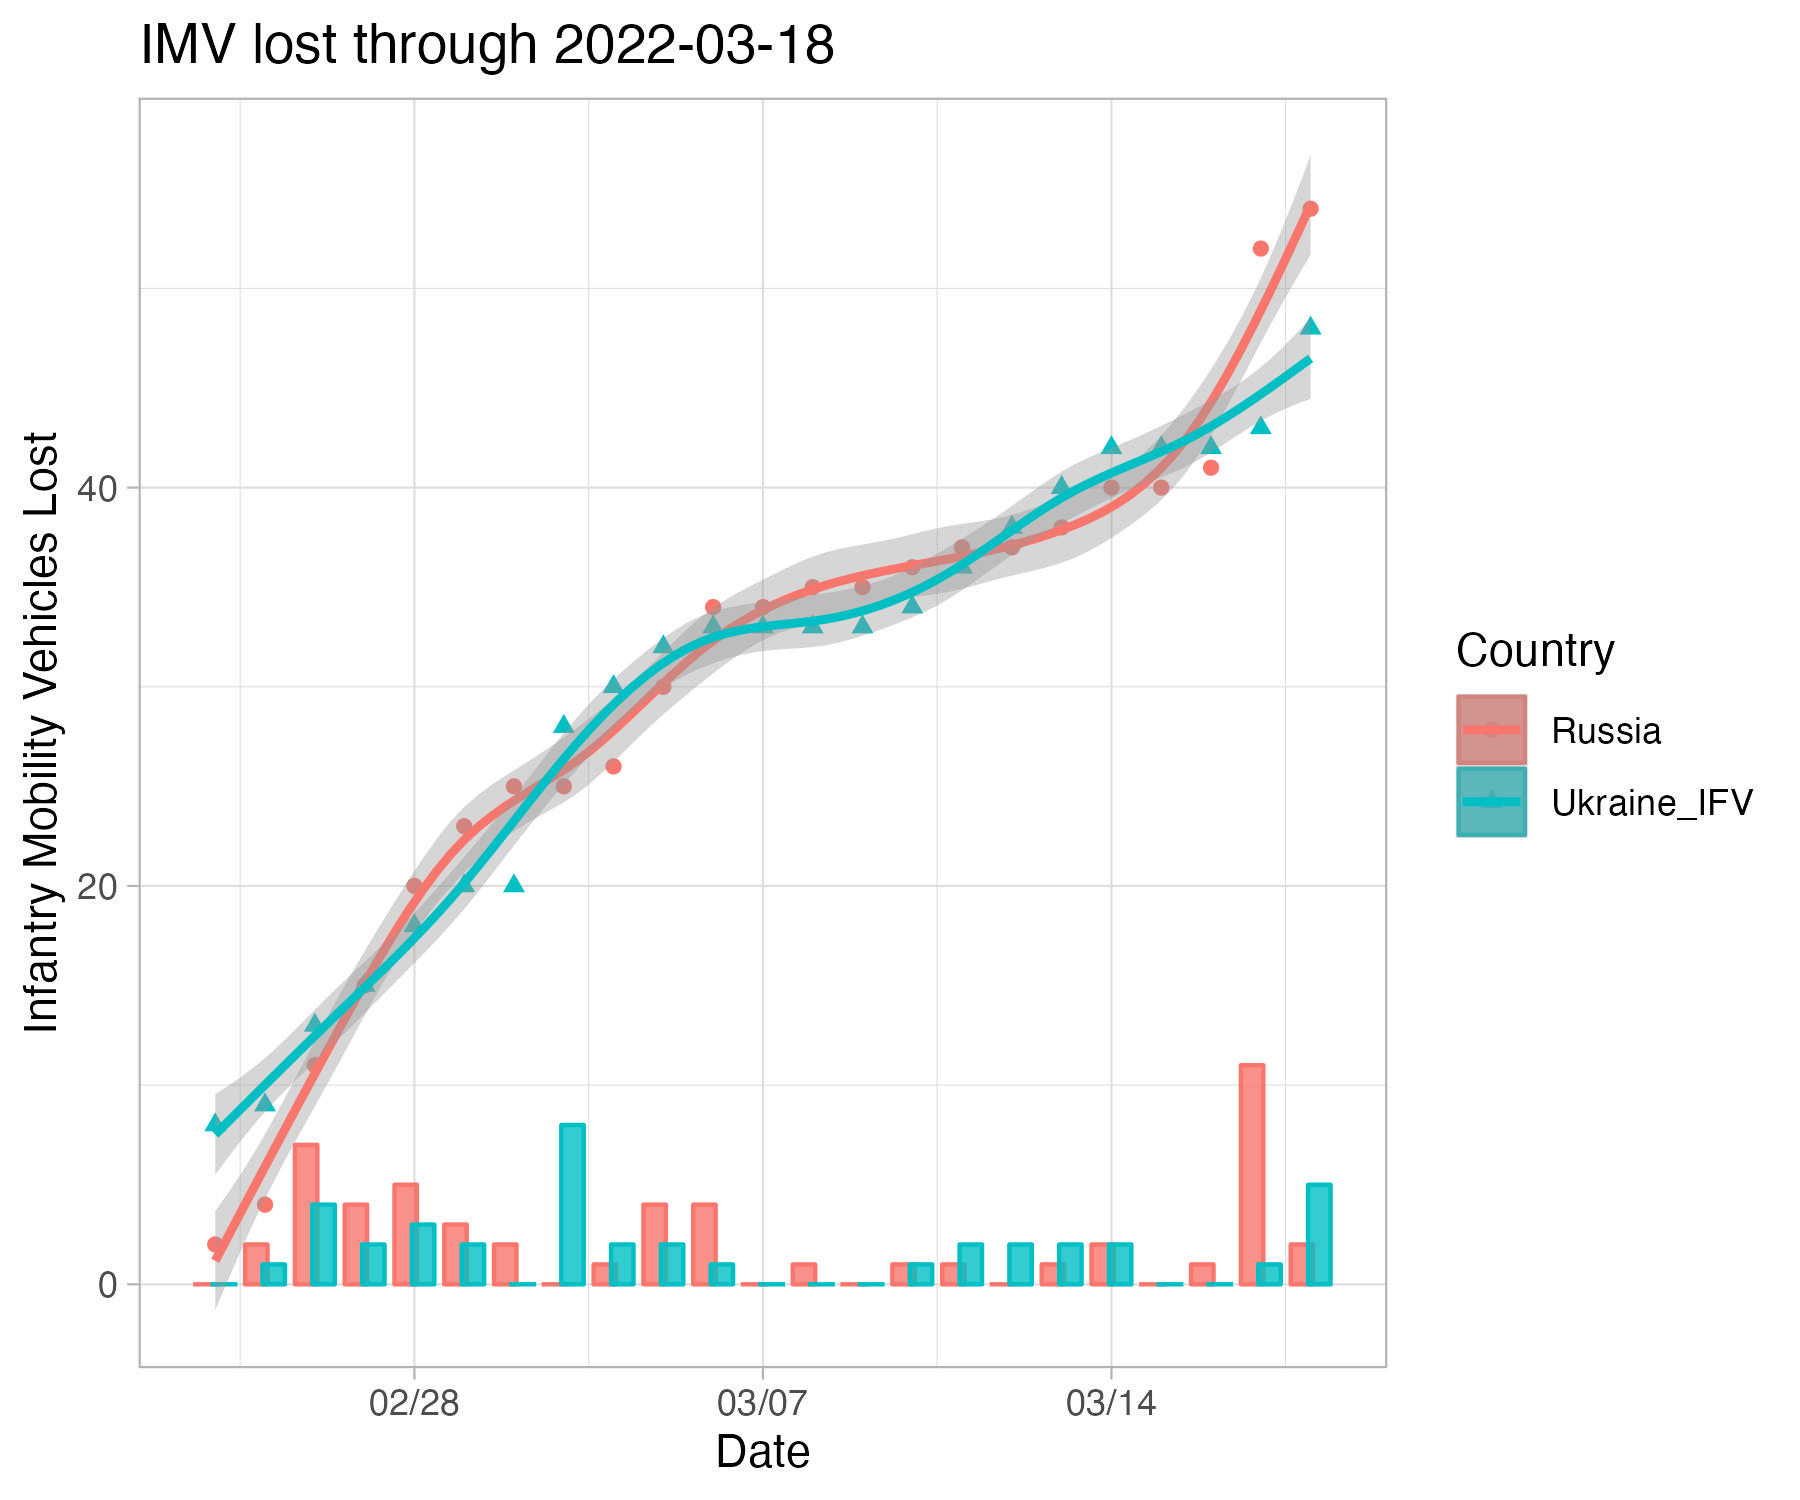 IMV lost through 2022-03-18
Infantry Mobility Vehicles Lost
40
20
0
02/28
03/07
03/14
Date
Country
Russia
Ukraine_IFV